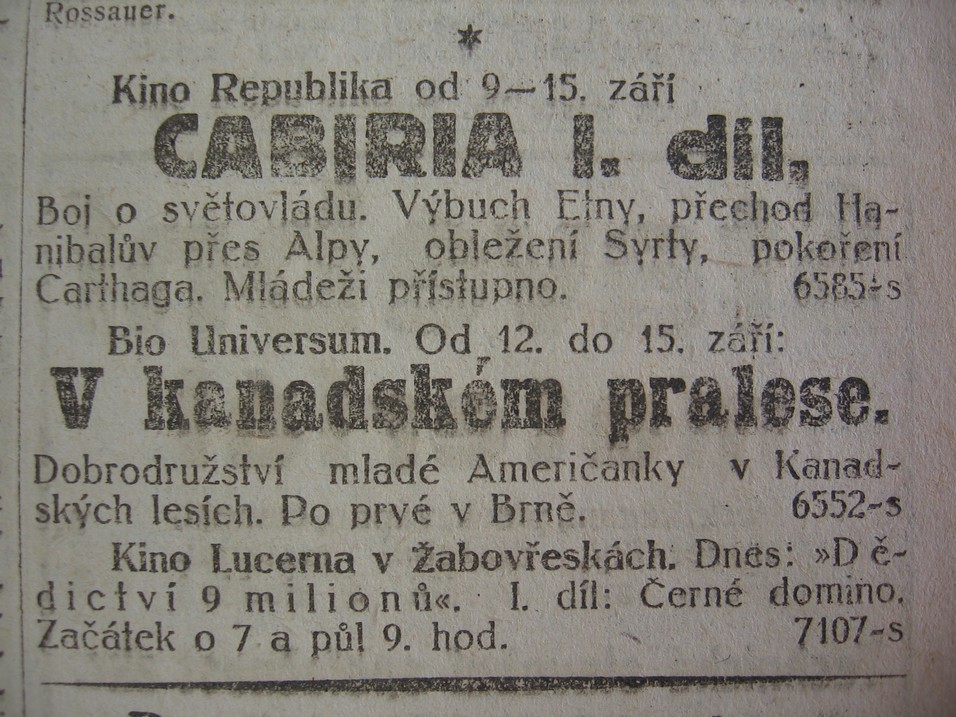 Rossauer.
*
Kino Republika od 9—15. září
CABIRIA I. díl,
Boj o světovládu. Výbuch Etny, přechod Ha-
nibalův přes Alpy, obležení Syrty, pokoření
Carthaga. Mládeži přístupno. 6585-s
Bio Universum. Od 12. do 15. září:
V kanadském pralese.
Dobrodružství mladé Američanky v Kanad-
ských lesích. Po prvé v Brně. 6552-s
Kino Lucerna v Žabovřeskách. Dnes: »Dě-
dictví 9 milionů«. I. díl: Černé domino.
Začátek o 7 a půl 9. hod. 7107-s